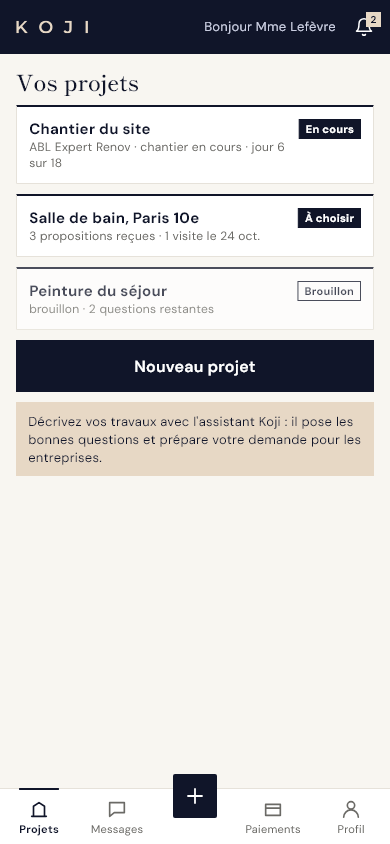 KOJI
Bonjour Mme Lefèvre
2
Vos projets
Chantier du site
En cours
ABL Expert Renov · chantier en cours · jour 6
sur 18
Salle de bain, Paris 10e
À choisir
3 propositions reçues · 1 visite le 24 oct.
Peinture du séjour
Brouillon
brouillon · 2 questions restantes
Nouveau projet
Décrivez vos travaux avec l'assistant Koji : il pose les
bonnes questions et prépare votre demande pour les
entreprises.
Projets
Messages
Paiements
Profil